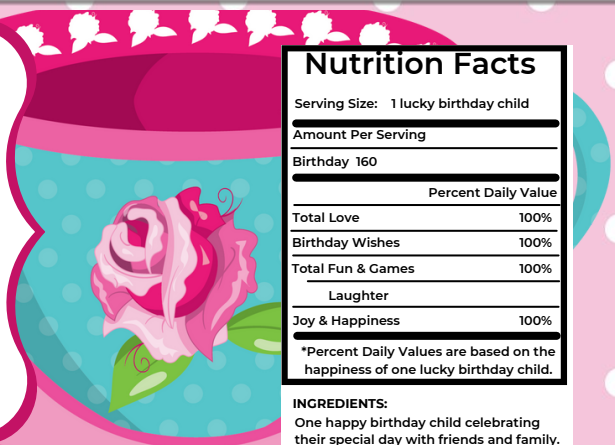 Nutrition Facts
Serving Size: 1 lucky birthday child
Amount Per Serving
Birthday 160
Percent Daily Value
Total Love 100%
Birthday Wishes 100%
Total Fun & Games 100%
Laughter
Joy & Happiness 100%
*Percent Daily Values are based on the
happiness of one lucky birthday child.
INGREDIENTS:
One happy birthday child celebrating
their special day with friends and family.